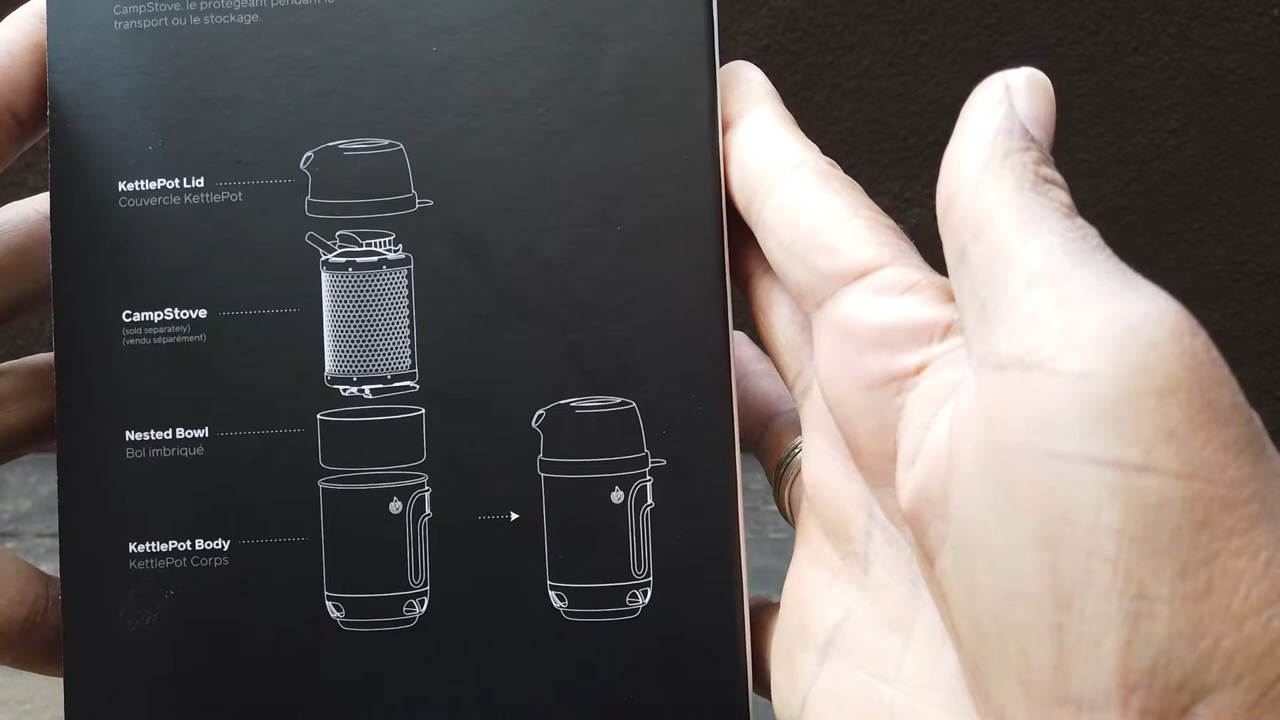 CampStove, le protégeant pendant le
transport ou le stockage.
KettlePot Lid
Couvercle KettlePot
CampStove
(sold separately)
(vendu séparément)
Nested Bowl
Bol imbriqué
KettlePot Body
KettlePot Corps